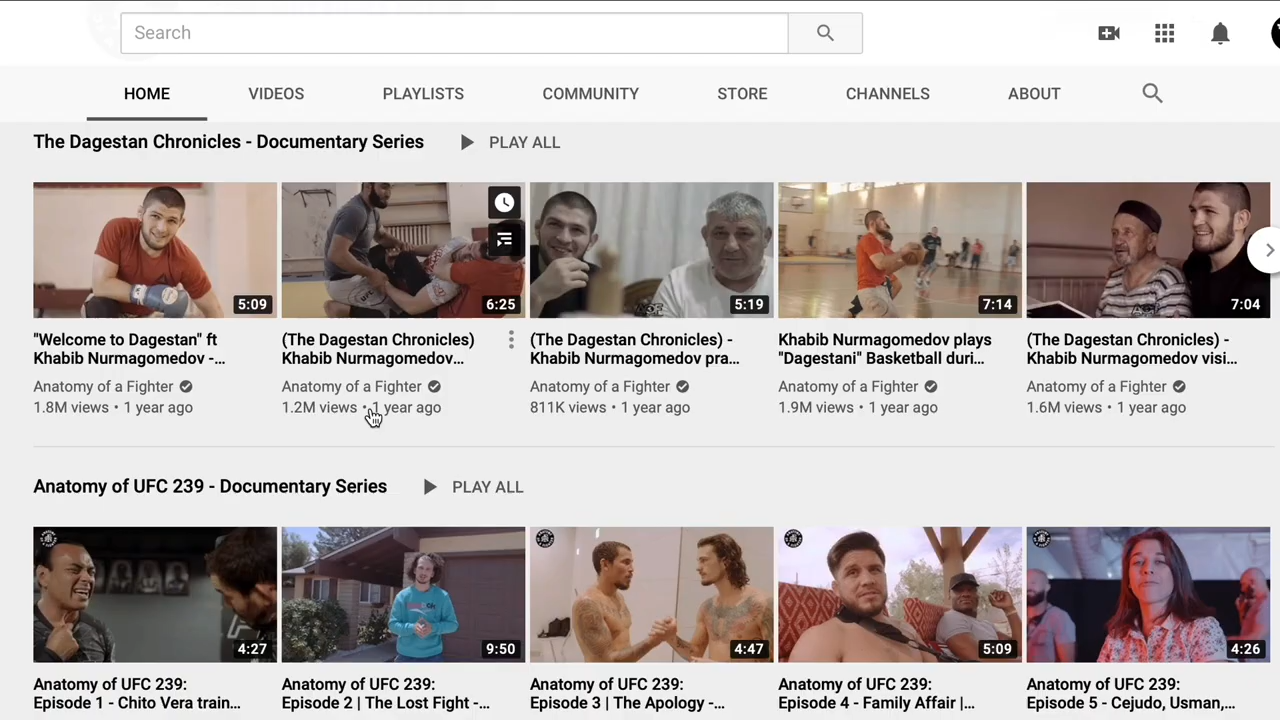 Search
HOME
VIDEOS
PLAYLISTS
COMMUNITY
STORE
CHANNELS
ABOUT
The Dagestan Chronicles - Documentary Series
PLAY ALL
5:09
6:25
5:19
7:14
7:04
"Welcome to Dagestan" ft
Khabib Nurmagomedov -...
Anatomy of a Fighter
1.8M views • 1 year ago
(The Dagestan Chronicles)
Khabib Nurmagomedov...
Anatomy of a Fighter
1.2M views • 1 year ago
(The Dagestan Chronicles) -
Khabib Nurmagomedov pra...
Anatomy of a Fighter
811K views • 1 year ago
Khabib Nurmagomedov plays
"Dagestani" Basketball duri...
Anatomy of a Fighter
1.9M views • 1 year ago
(The Dagestan Chronicles) -
Khabib Nurmagomedov visi...
Anatomy of a Fighter
1.6M views • 1 year ago
Anatomy of UFC 239 - Documentary Series
PLAY ALL
4:27
9:50
4:47
5:09
4:26
Anatomy of UFC 239:
Episode 1 - Chito Vera train...
Anatomy of UFC 239:
Episode 2 | The Lost Fight -...
Anatomy of UFC 239:
Episode 3 | The Apology -...
Anatomy of UFC 239:
Episode 4 - Family Affair |...
Anatomy of UFC 239:
Episode 5 - Cejudo, Usman,...